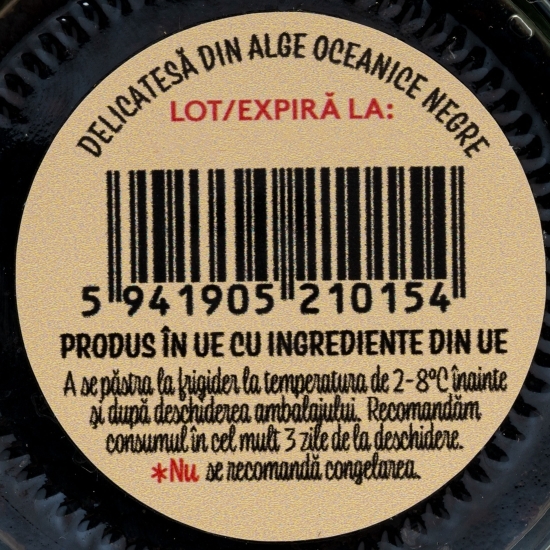 DELICATESĂ DIN ALGE OCEANICE NEGRE
LOT/EXPIRĂ LA:
5 941905 210154
PRODUS ÎN UE CU INGREDIENTE DIN UE
A se păstra la frigider la temperatura de 2-8°C înainte
și după deschiderea ambalajului. Recomandăm
consumul în cel mult 3 zile de la deschidere.
*Nu se recomandă congelarea.